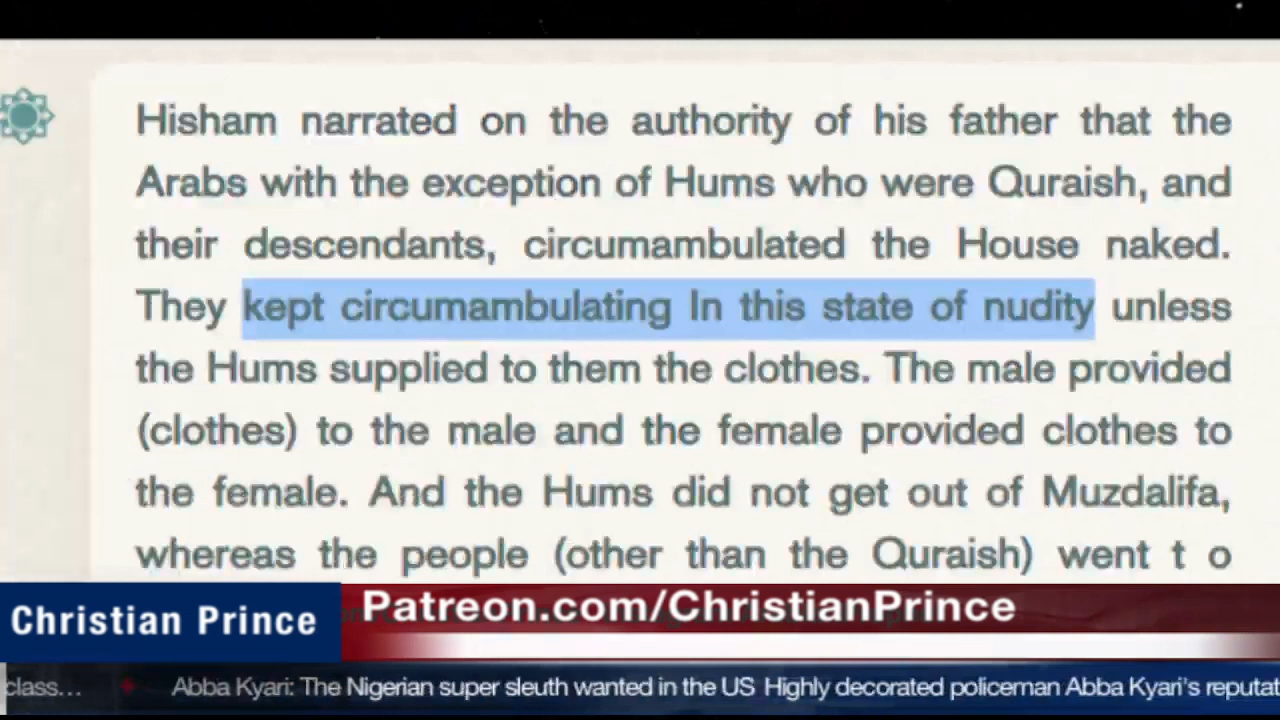 Hisham narrated on the authority of his father that the
Arabs with the exception of Hums who were Quraish, and
their descendants, circumambulated the House naked.
They kept circumambulating In this state of nudity unless
the Hums supplied to them the clothes. The male provided
(clothes) to the male and the female provided clothes to
the female. And the Hums did not get out of Muzdalifa,
whereas the people (other than the Quraish) went t o
Christian Prince
Patreon.com/ChristianPrince
class... Abba Kyari: The Nigerian super sleuth wanted in the US Highly decorated policeman Abba Kyari's reputat